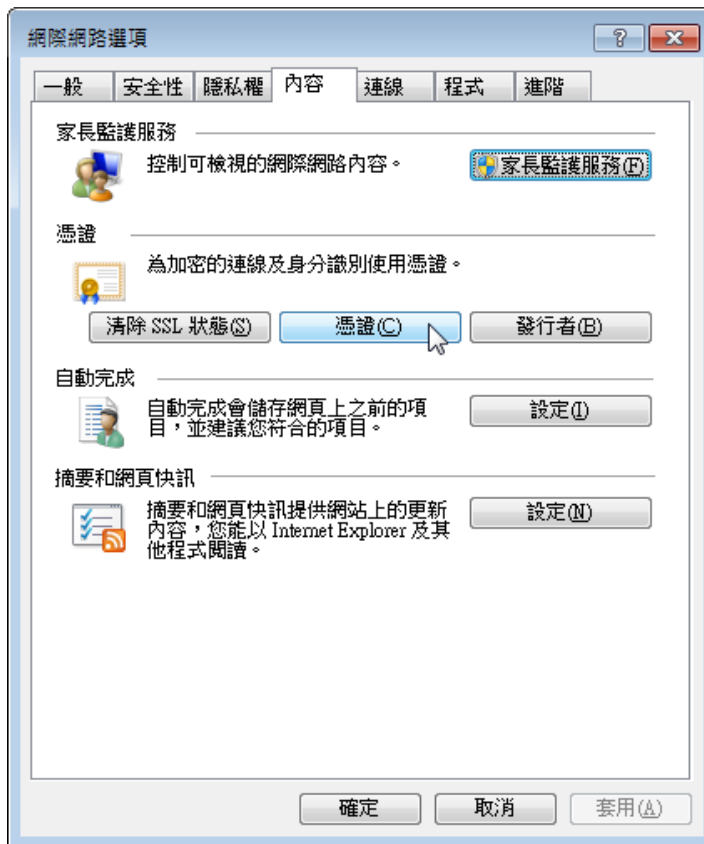 網際網路選項
一般 安全性 隱私權 內容 連線 程式 進階
家長監護服務
控制可檢視的網際網路內容。 家長監護服務(F)
憑證
為加密的連線及身分識別使用憑證。
清除 SSL 狀態(S) 憑證(C) 發行者(B)
自動完成
自動完成會儲存網頁上之前的項 設定(I)
目，並建議您符合的項目。
摘要和網頁快訊
摘要和網頁快訊提供網站上的更新 設定(N)
內容，您能以 Internet Explorer 及其
他程式閱讀。
確定 取消 套用(A)